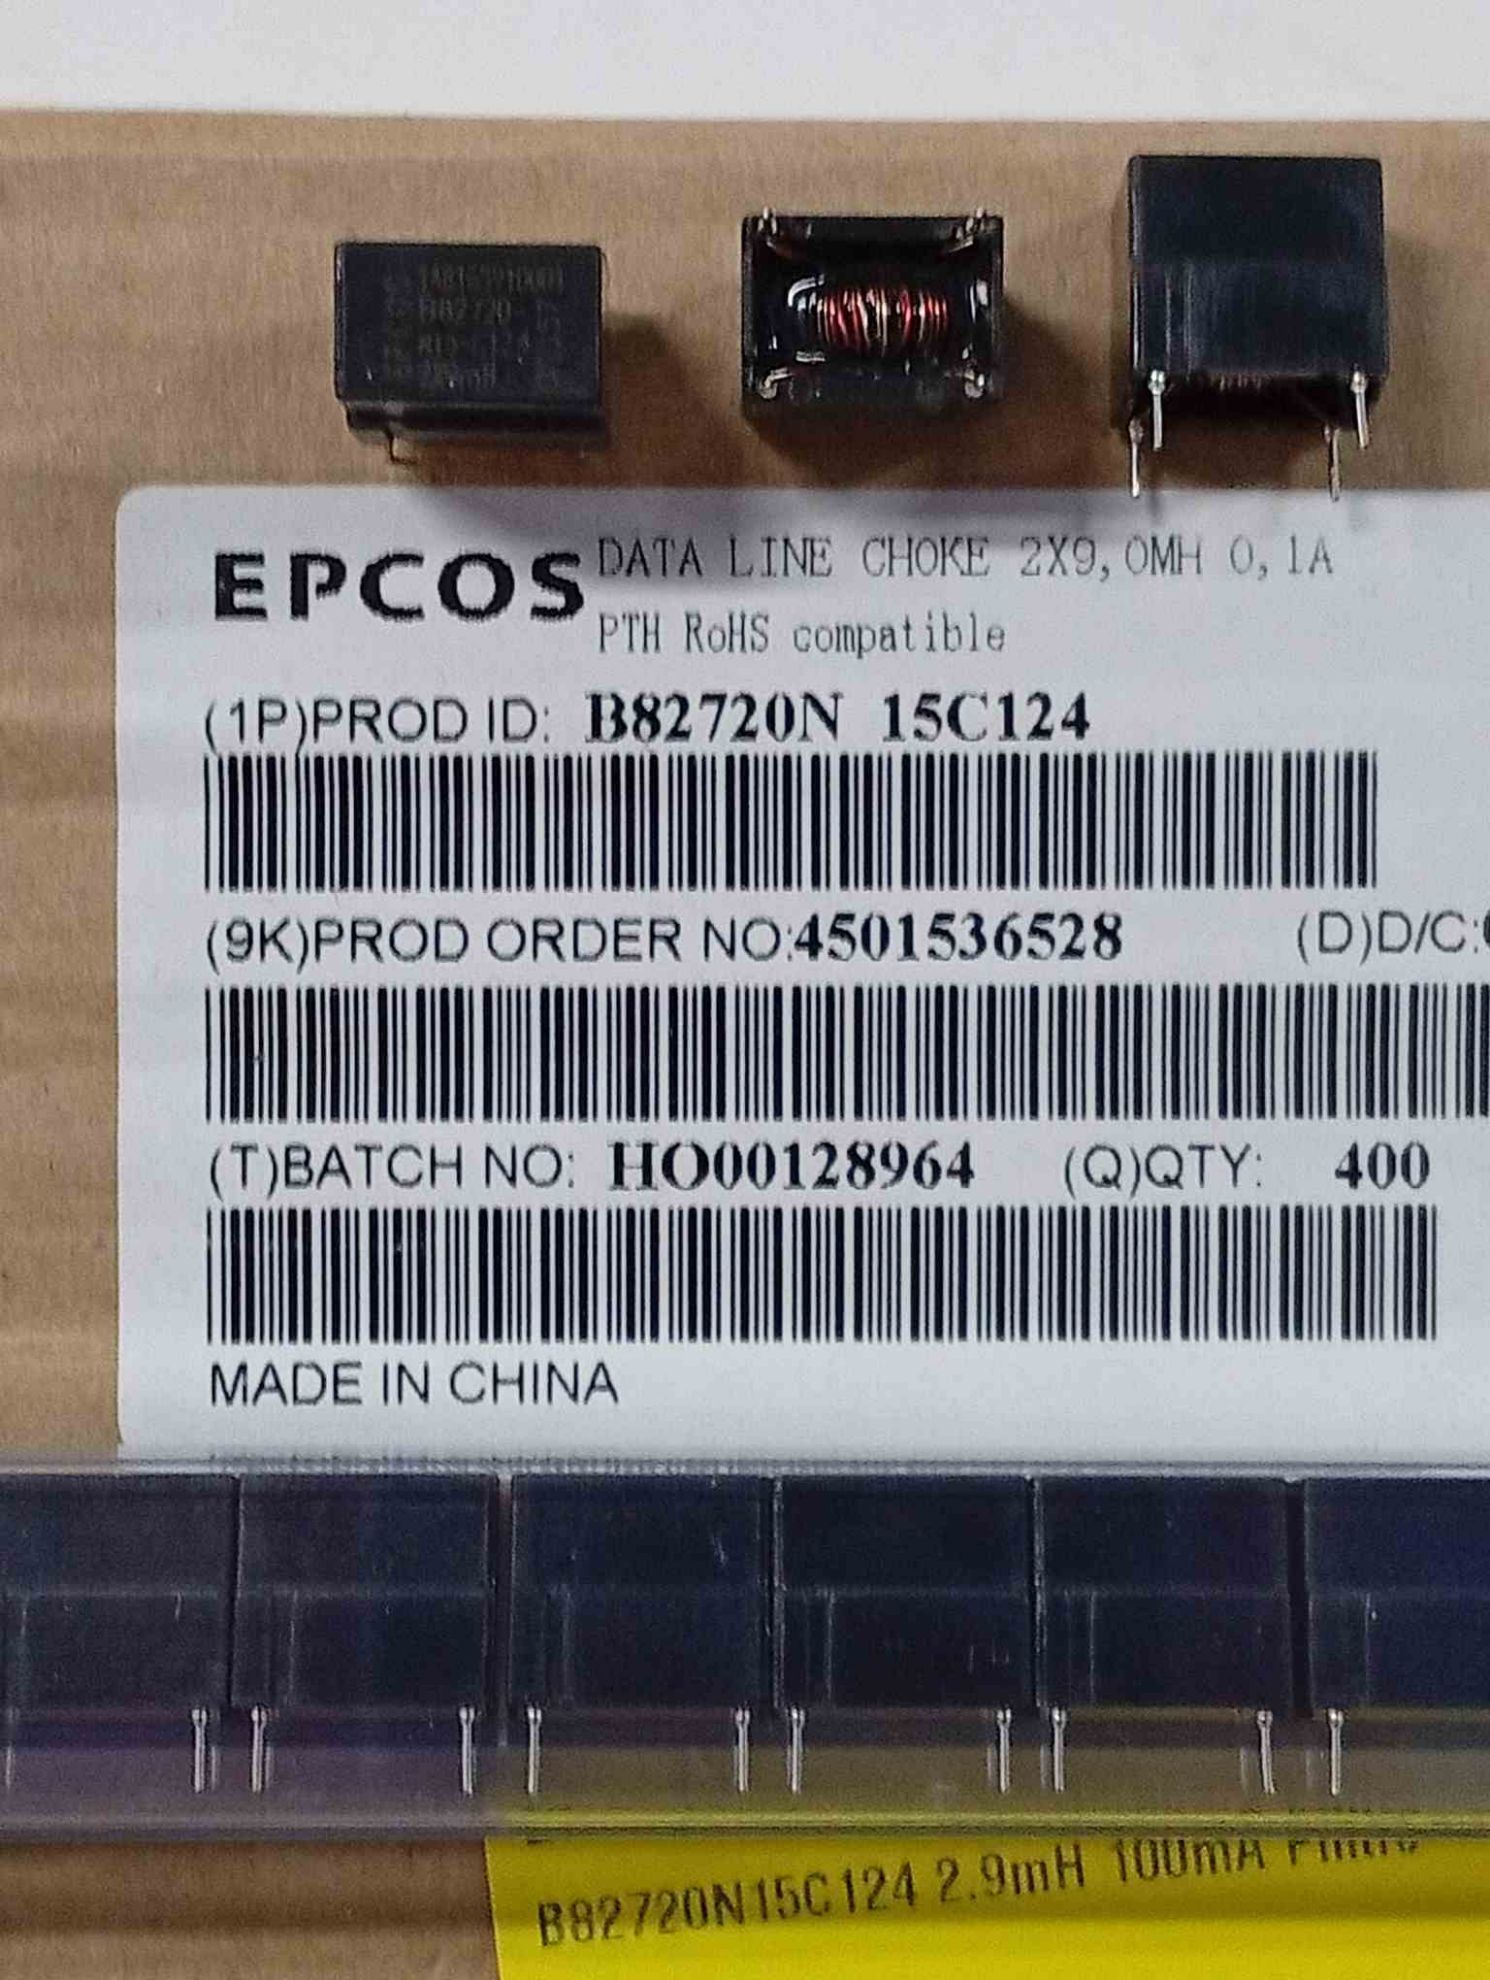 B82720-
EPCOS DATA LINE CHOKE 2X9,0MH 0,1A
PTH RoHS compatible
(1P)PROD ID: B82720N 15C124
(9K)PROD ORDER NO:4501536528 (D)D/C:
(T)BATCH NO: HO00128964 (Q)QTY: 400
MADE IN CHINA
B82720N15C124 2.9mH 100mA